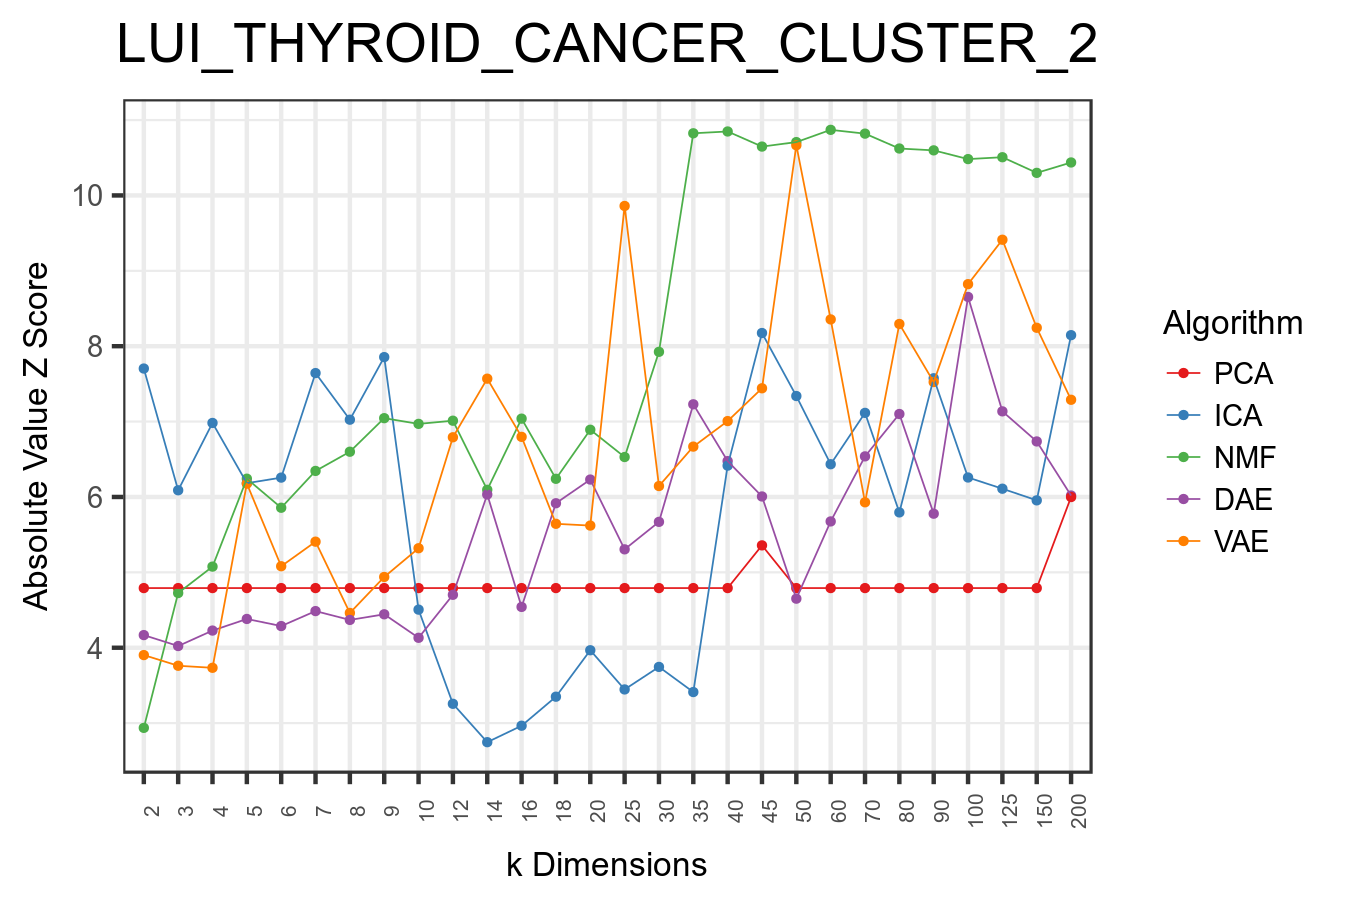 LUI_THYROID_CANCER_CLUSTER_2
Absolute Value Z Score
10
8
6
4
2 3 4 5 6 7 8 9 10 12 14 16 18 20 25 30 35 40 45 50 60 70 80 90 100 125 150 200
k Dimensions
Algorithm
PCA
ICA
NMF
DAE
VAE